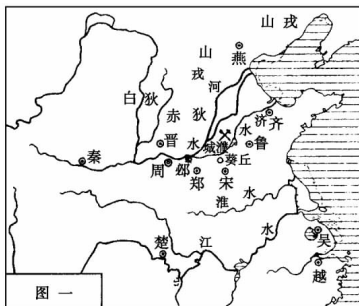 山戎
山戎
燕
河
白狄
赤狄
济
齐
水
晋
水
城濮
鲁
秦
周
郑
葵丘
宋
淮
水
楚
江
水
吴
越
图一